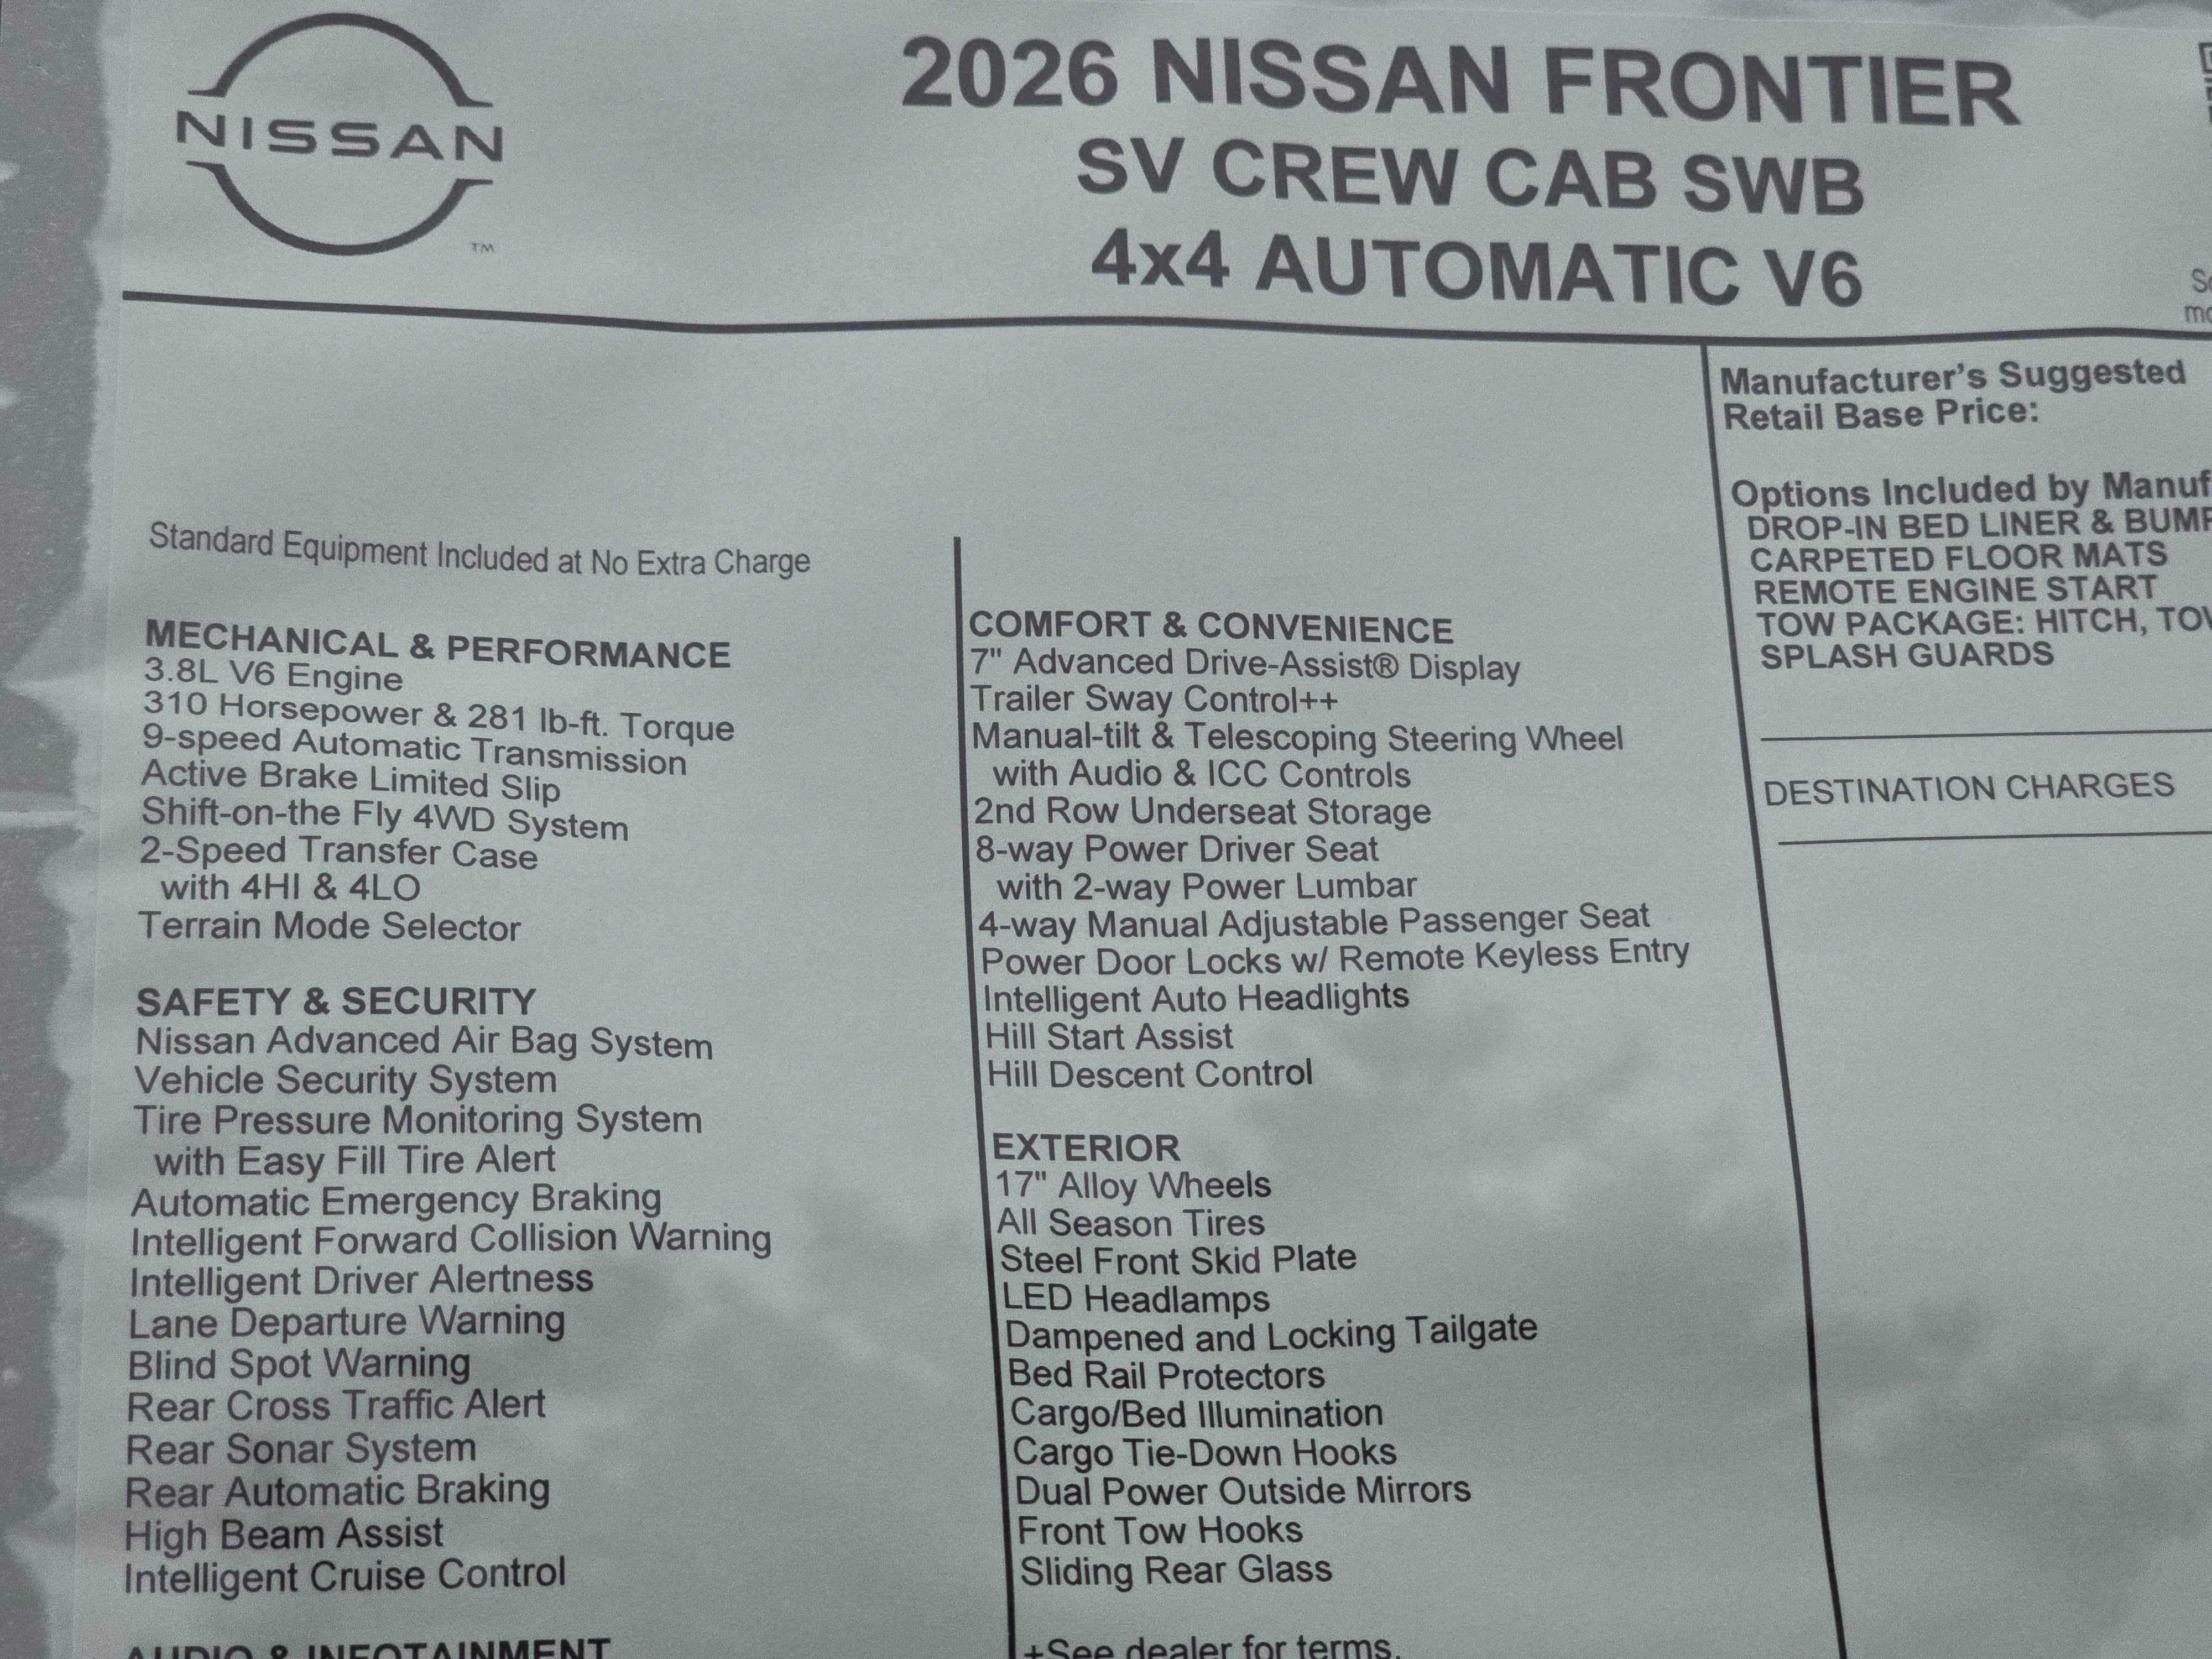 NISSAN
TM
2026 NISSAN FRONTIER
SV CREW CAB SWB
4x4 AUTOMATIC V6
Standard Equipment Included at No Extra Charge
MECHANICAL & PERFORMANCE
3.8L V6 Engine
310 Horsepower & 281 lb-ft. Torque
9-speed Automatic Transmission
Active Brake Limited Slip
Shift-on-the Fly 4WD System
2-Speed Transfer Case
with 4HI & 4LO
Terrain Mode Selector
SAFETY & SECURITY
Nissan Advanced Air Bag System
Vehicle Security System
Tire Pressure Monitoring System
with Easy Fill Tire Alert
Automatic Emergency Braking
Intelligent Forward Collision Warning
Intelligent Driver Alertness
Lane Departure Warning
Blind Spot Warning
Rear Cross Traffic Alert
Rear Sonar System
Rear Automatic Braking
High Beam Assist
Intelligent Cruise Control
AUDIO & INFOTAINMENT
COMFORT & CONVENIENCE
7" Advanced Drive-Assist® Display
Trailer Sway Control++
Manual-tilt & Telescoping Steering Wheel
with Audio & ICC Controls
2nd Row Underseat Storage
8-way Power Driver Seat
with 2-way Power Lumbar
4-way Manual Adjustable Passenger Seat
Power Door Locks w/ Remote Keyless Entry
Intelligent Auto Headlights
Hill Start Assist
Hill Descent Control
EXTERIOR
17" Alloy Wheels
All Season Tires
Steel Front Skid Plate
LED Headlamps
Dampened and Locking Tailgate
Bed Rail Protectors
Cargo/Bed Illumination
Cargo Tie-Down Hooks
Dual Power Outside Mirrors
Front Tow Hooks
Sliding Rear Glass
+See dealer for terms.
Manufacturer's Suggested
Retail Base Price:
Options Included by Manuf
DROP-IN BED LINER & BUMP
CARPETED FLOOR MATS
REMOTE ENGINE START
TOW PACKAGE: HITCH, TOW
SPLASH GUARDS
DESTINATION CHARGES